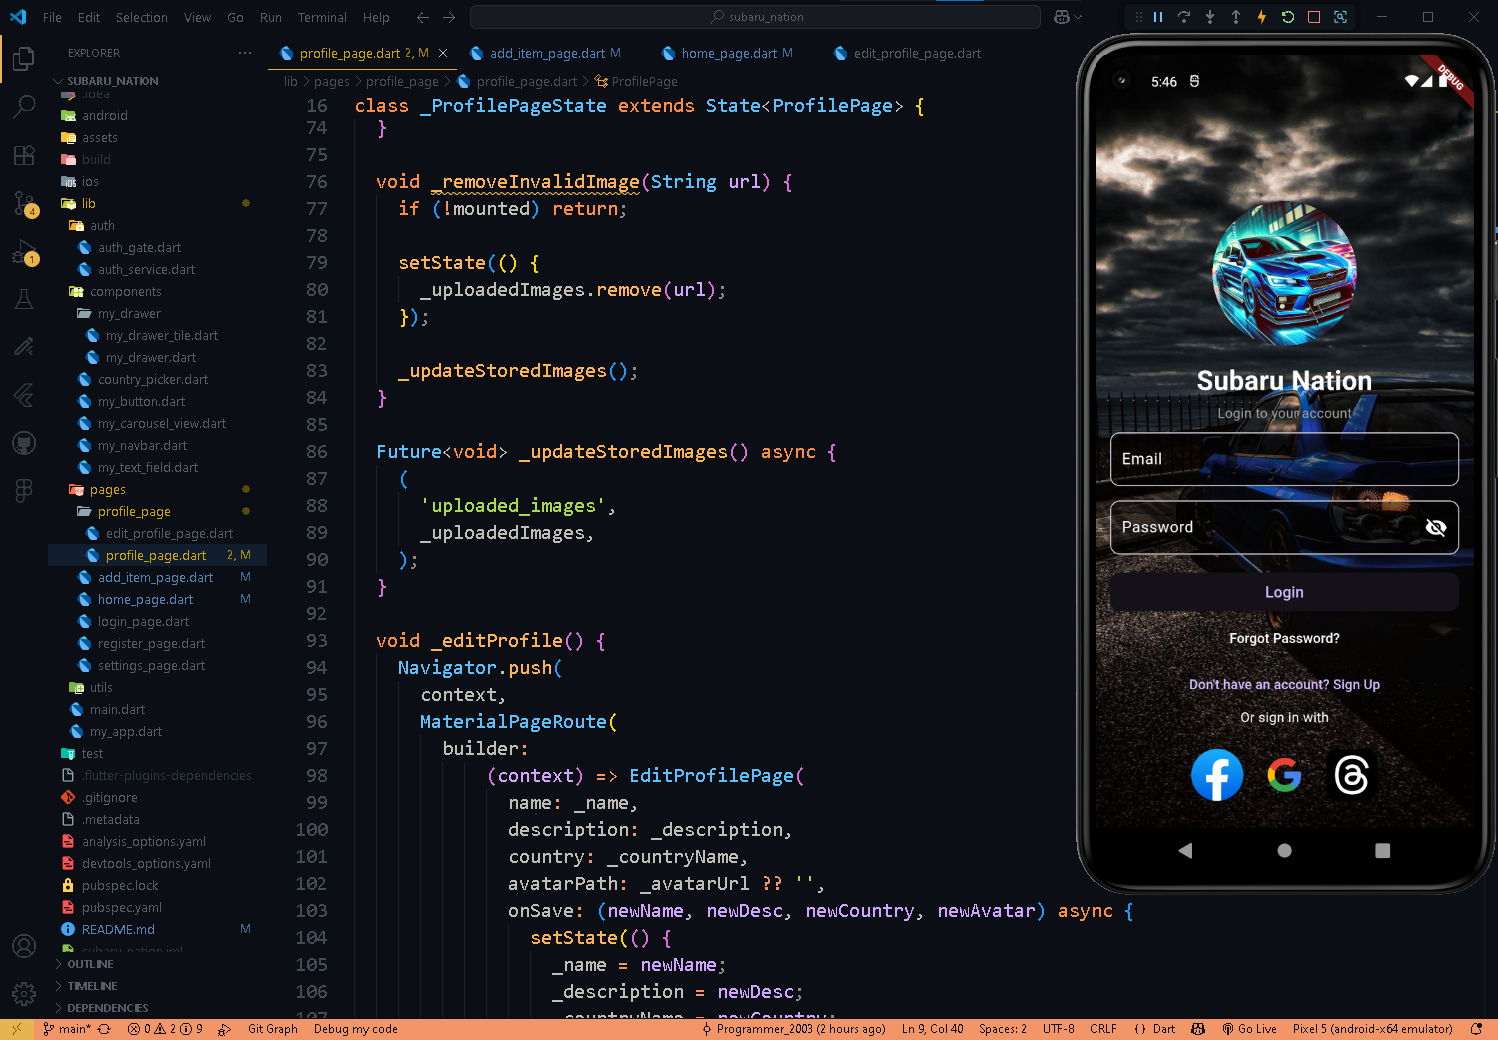 File Edit Selection View Go Run Terminal Help
subaru_nation
EXPLORER
SUBARU_NATION
.idea
android
assets
build
ios
lib
auth
auth_gate.dart
auth_service.dart
components
my_drawer
my_drawer_tile.dart
my_drawer.dart
country_picker.dart
my_button.dart
my_carousel_view.dart
my_navbar.dart
my_text_field.dart
pages
profile_page
edit_profile_page.dart
profile_page.dart 2, M
add_item_page.dart M
home_page.dart M
login_page.dart
register_page.dart
settings_page.dart
utils
main.dart
my_app.dart
test
.flutter-plugins-dependencies
.gitignore
.metadata
analysis_options.yaml
devtools_options.yaml
pubspec.lock
pubspec.yaml
README.md M
subaru_nation.iml
OUTLINE
TIMELINE
DEPENDENCIES
4
1
profile_page.dart 2, M
add_item_page.dart M
home_page.dart M
edit_profile_page.dart
lib > pages > profile_page > profile_page.dart > ProfilePage
16 class _ProfilePageState extends State<ProfilePage> {
74 }
75
76 void _removeInvalidImage(String url) {
77 if (!mounted) return;
78
79 setState(() {
80 _uploadedImages.remove(url);
81 });
82
83 _updateStoredImages();
84 }
85
86 Future<void> _updateStoredImages() async {
87 (
88 'uploaded_images',
89 _uploadedImages,
90 );
91 }
92
93 void _editProfile() {
94 Navigator.push(
95 context,
96 MaterialPageRoute(
97 builder:
98 (context) => EditProfilePage(
99 name: _name,
100 description: _description,
101 country: _countryName,
102 avatarPath: _avatarUrl ?? '',
103 onSave: (newName, newDesc, newCountry, newAvatar) async {
104 setState(() {
105 _name = newName;
106 _description = newDesc;
107 _countryName = newCountry;
5:46
DEBUG
Subaru Nation
Login to your account
Email
Password
Login
Forgot Password?
Don't have an account? Sign Up
Or sign in with
main* 0 2 9 Git Graph Debug my code Programmer_2003 (2 hours ago) Ln 9, Col 40 Spaces: 2 UTF-8 CRLF { } Dart Go Live Pixel 5 (android-x64 emulator)